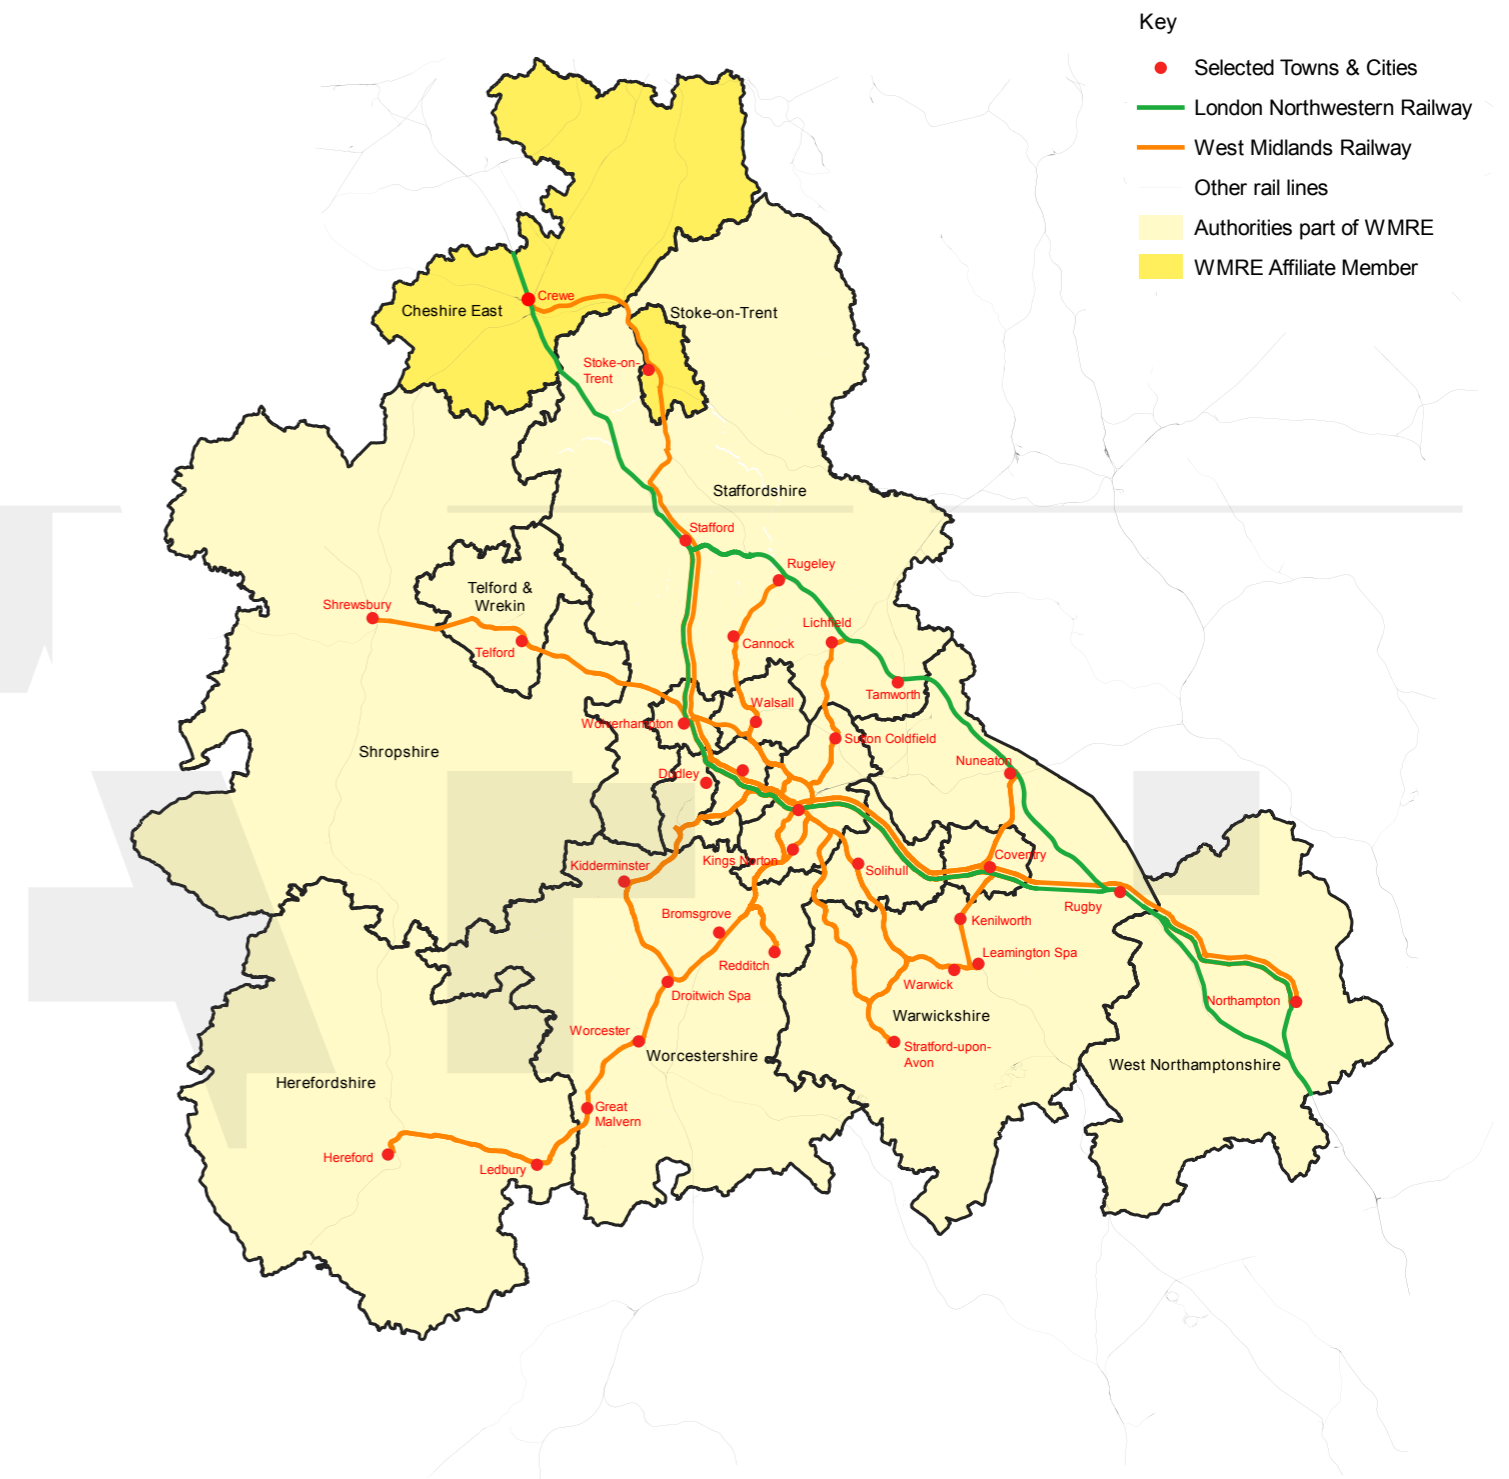 Key
Selected Towns & Cities
London Northwestern Railway
West Midlands Railway
Other rail lines
Authorities part of WMRE
WMRE Affiliate Member
Crewe
Cheshire East
Stoke-on-Trent
Stoke-on-
Trent
Staffordshire
Stafford
Rugeley
Telford &
Wrekin
Shrewsbury
Lichfield
Cannock
Telford
Tamworth
Walsall
Wolverhampton
Sutton Coldfield
Shropshire
Nuneaton
Dudley
Coventry
Kings Norton
Kidderminster
Solihull
Rugby
Bromsgrove
Kenilworth
Leamington Spa
Redditch
Warwick
Droitwich Spa
Northampton
Warwickshire
Worcester
Stratford-upon-
Avon
Worcestershire
West Northamptonshire
Herefordshire
Great
Malvern
Hereford
Ledbury